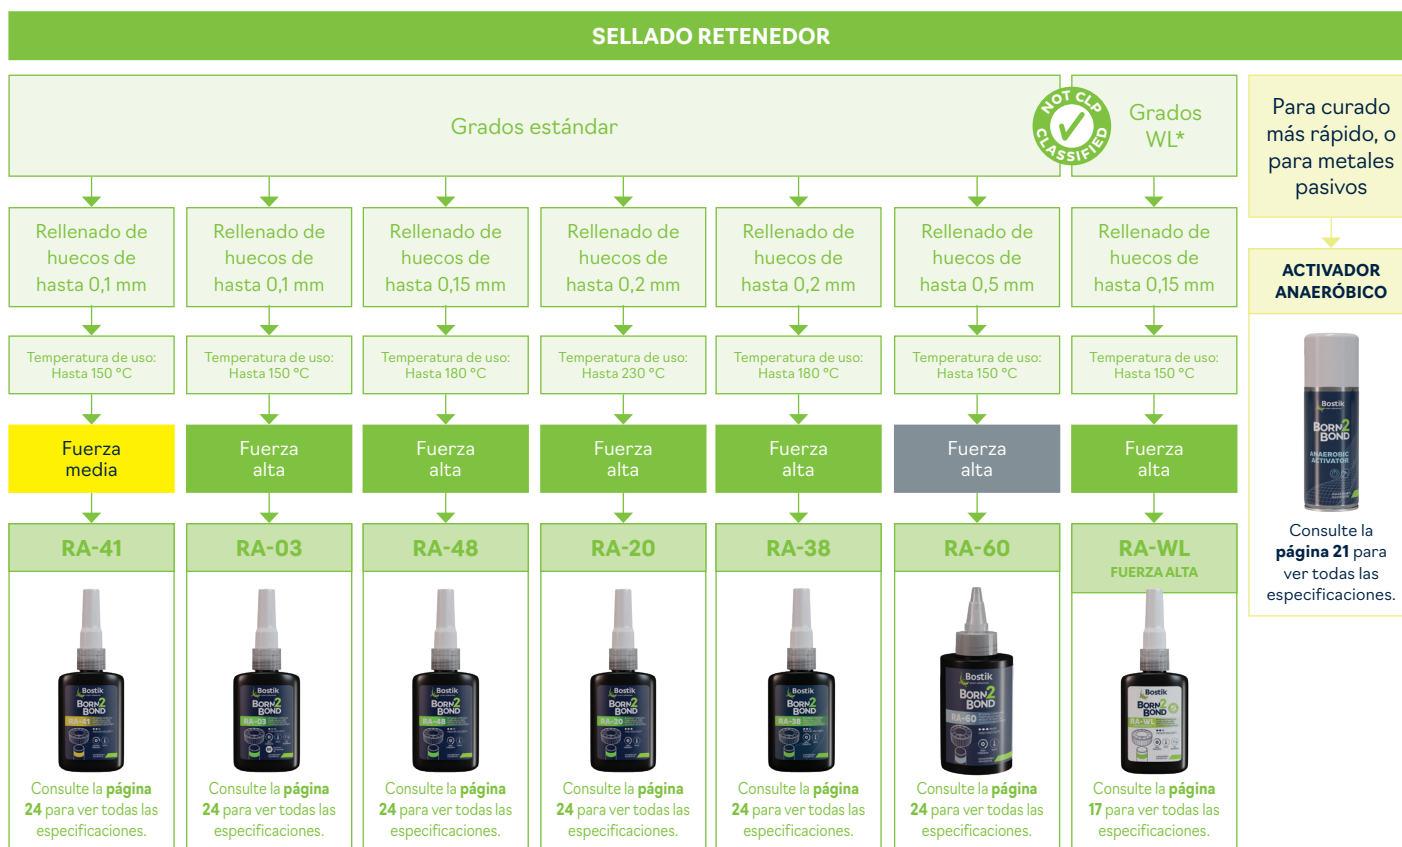 SELLADO RETENEDOR
Grados estándar
NOT CLP
CLASSIFIED
Grados
WL*
Para curado
más rápido, o
para metales
pasivos
Rellenado de
huecos de
hasta 0,1 mm
Rellenado de
huecos de
hasta 0,1 mm
Rellenado de
huecos de
hasta 0,15 mm
Rellenado de
huecos de
hasta 0,2 mm
Rellenado de
huecos de
hasta 0,2 mm
Rellenado de
huecos de
hasta 0,5 mm
Rellenado de
huecos de
hasta 0,15 mm
ACTIVADOR
ANAERÓBICO
Temperatura de uso:
Hasta 150 °C
Temperatura de uso:
Hasta 150 °C
Temperatura de uso:
Hasta 180 °C
Temperatura de uso:
Hasta 230 °C
Temperatura de uso:
Hasta 180 °C
Temperatura de uso:
Hasta 150 °C
Temperatura de uso:
Hasta 150 °C
Bostik
BORN2
BOND
ANAEROBIC
ACTIVATOR
Consulte la
página 21 para
ver todas las
especificaciones.
Fuerza
media
Fuerza
alta
Fuerza
alta
Fuerza
alta
Fuerza
alta
Fuerza
alta
Fuerza
alta
RA-41
RA-03
RA-48
RA-20
RA-38
RA-60
RA-WL
FUERZA ALTA
Bostik
BORN2
BOND
RA-41
Bostik
BORN2
BOND
RA-03
Bostik
BORN2
BOND
RA-48
Bostik
BORN2
BOND
RA-20
Bostik
BORN2
BOND
RA-38
Bostik
BORN2
BOND
RA-60
Bostik
BORN2
BOND
RA-WL
Consulte la página
24 para ver todas las
especificaciones.
Consulte la página
24 para ver todas las
especificaciones.
Consulte la página
24 para ver todas las
especificaciones.
Consulte la página
24 para ver todas las
especificaciones.
Consulte la página
24 para ver todas las
especificaciones.
Consulte la página
24 para ver todas las
especificaciones.
Consulte la página
17 para ver todas las
especificaciones.